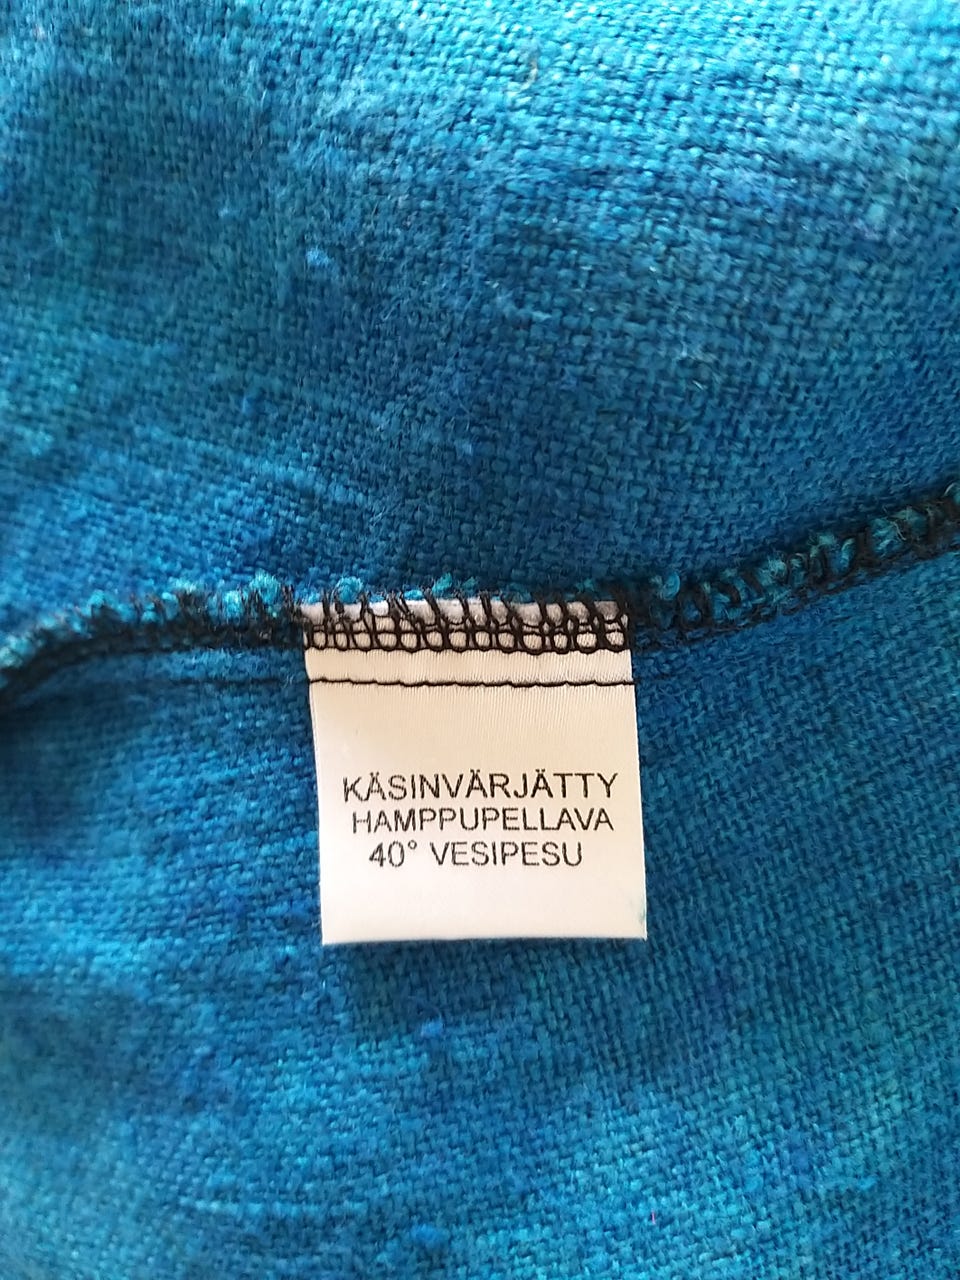 KÄSINVÄRJÄTTY
HAMPPUPELLAVA
40° VESIPESU